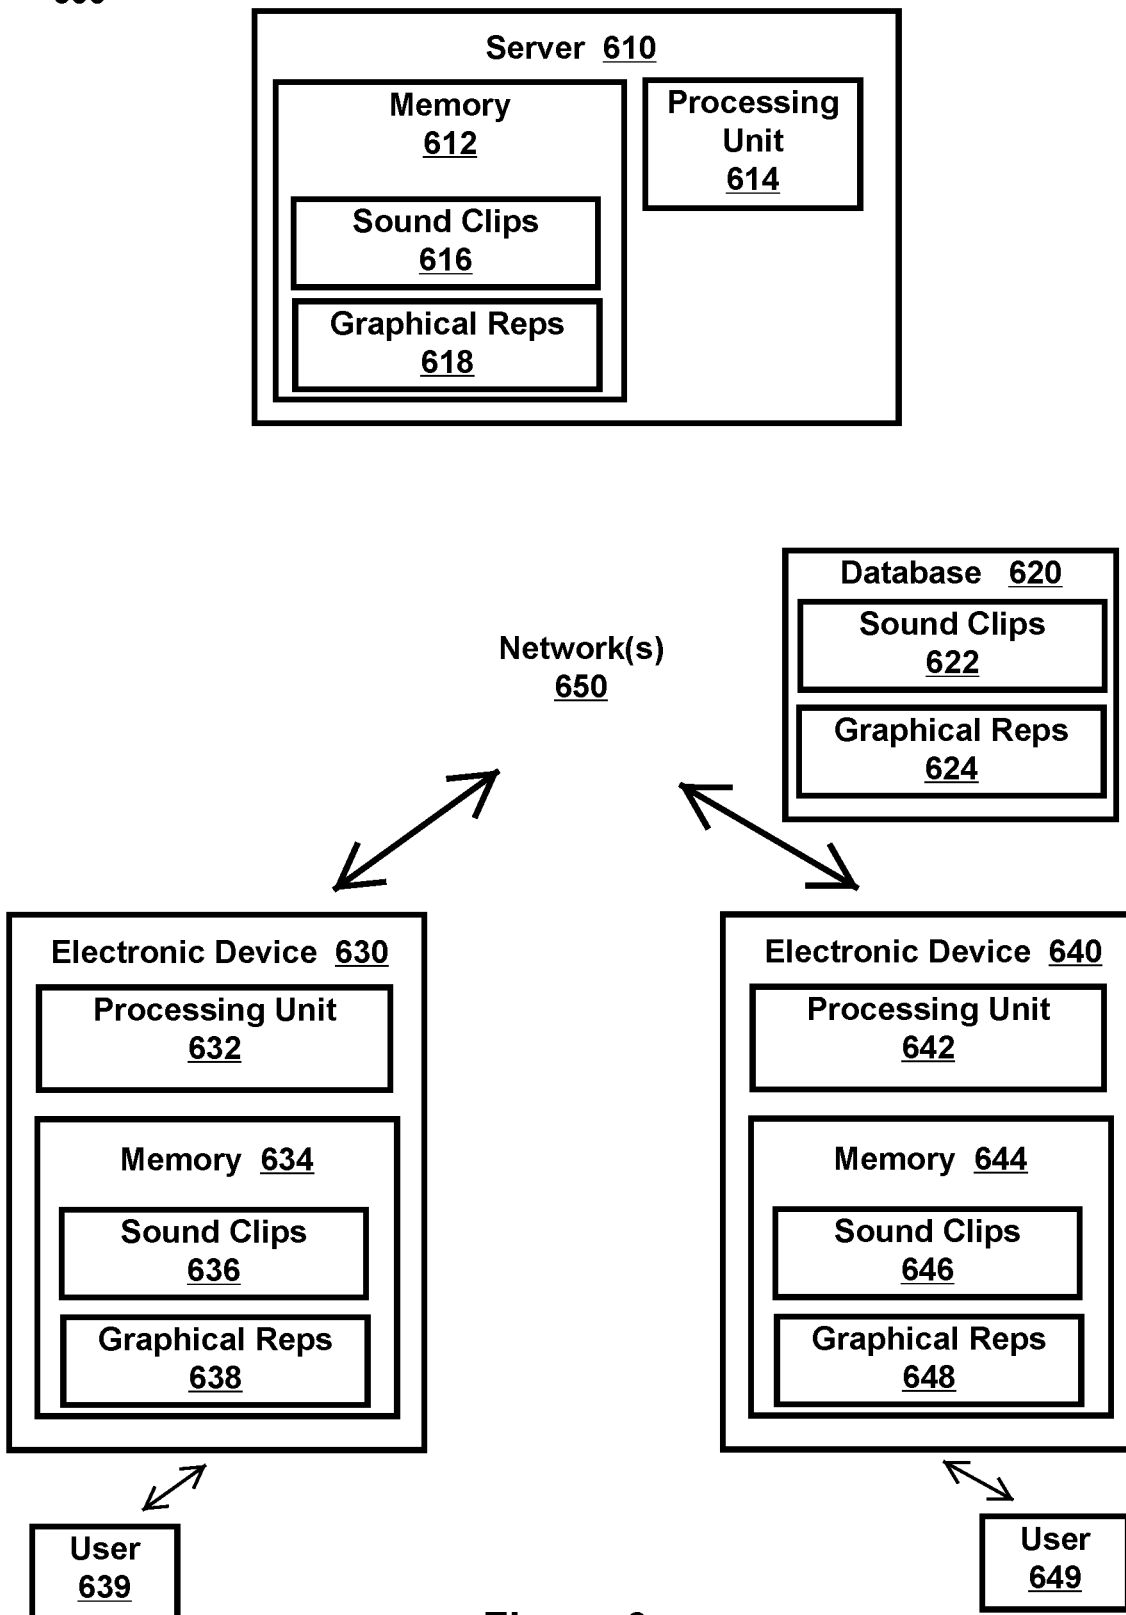 Server 610
Memory
612
Processing
Unit
614
Sound Clips
616
Graphical Reps
618
Database 620
Sound Clips
622
Graphical Reps
624
Network(s)
650
Electronic Device 630
Processing Unit
632
Memory 634
Sound Clips
636
Graphical Reps
638
User
639
Electronic Device 640
Processing Unit
642
Memory 644
Sound Clips
646
Graphical Reps
648
User
649